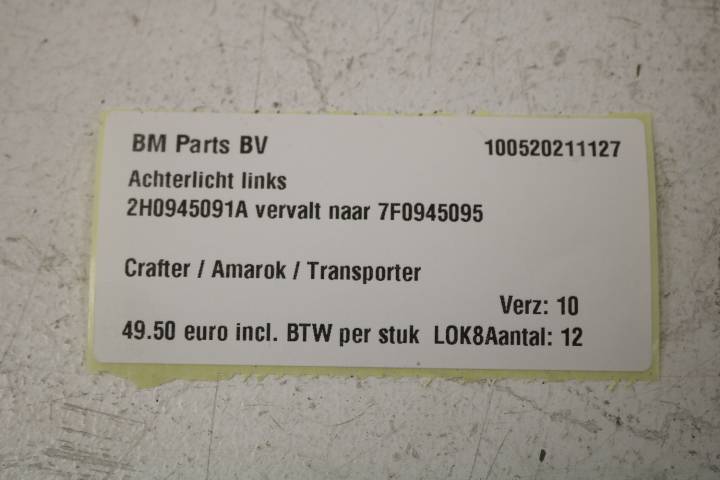 BM Parts BV 100520211127
Achterlicht links
2H0945091A vervalt naar 7F0945095
Crafter / Amarok / Transporter
Verz: 10
49.50 euro incl. BTW per stuk LOK8Aantal: 12